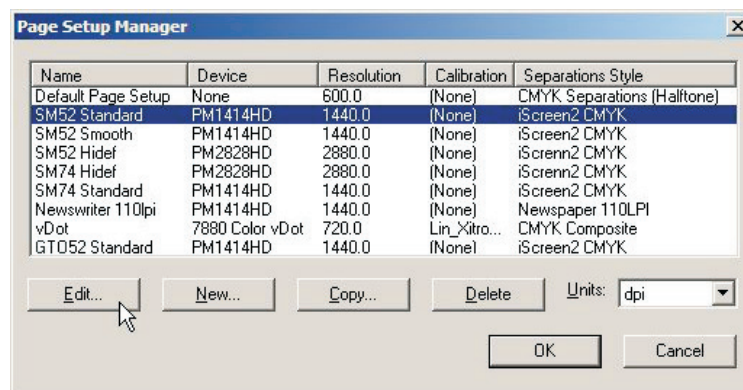 Page Setup Manager
Name Device Resolution Calibration Separations Style
Default Page Setup None 600.0 (None) CMYK Separations (Halftone)
SM52 Standard PM1414HD 1440.0 (None) iScreen2 CMYK
SM52 Smooth PM1414HD 1440.0 (None) iScreen2 CMYK
SM52 Hidef PM2828HD 2880.0 (None) iScrenn2 CMYK
SM74 Hidef PM2828HD 2880.0 (None) iScrenn2 CMYK
SM74 Standard PM1414HD 1440.0 (None) iScreen2 CMYK
Newswriter 110lpi PM1414HD 1440.0 (None) Newspaper 110LPI
vDot 7880 Color vDot 720.0 Lin_Xitro... CMYK Composite
GTO52 Standard PM1414HD 1440.0 (None) iScreen2 CMYK
Edit... New... Copy... Delete Units: dpi
OK Cancel